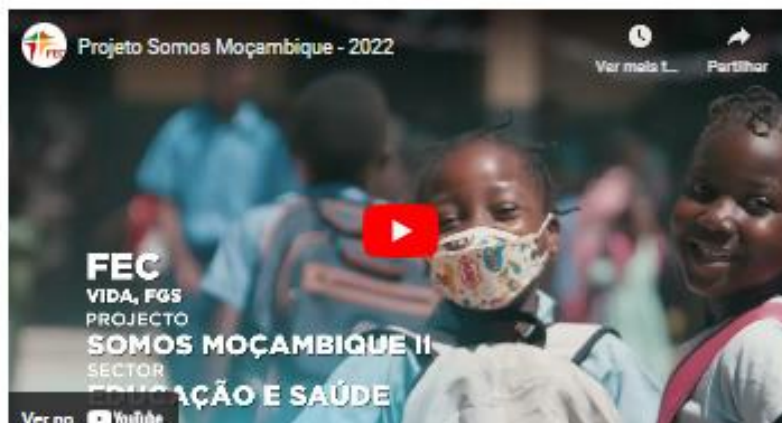 FEC
Projeto Somos Moçambique - 2022
Ver mais t...
Partilhar
FEC
VIDA, FGS
PROJECTO
SOMOS MOÇAMBIQUE II
SECTOR
EDUCAÇÃO E SAÚDE
Ver no YouTube